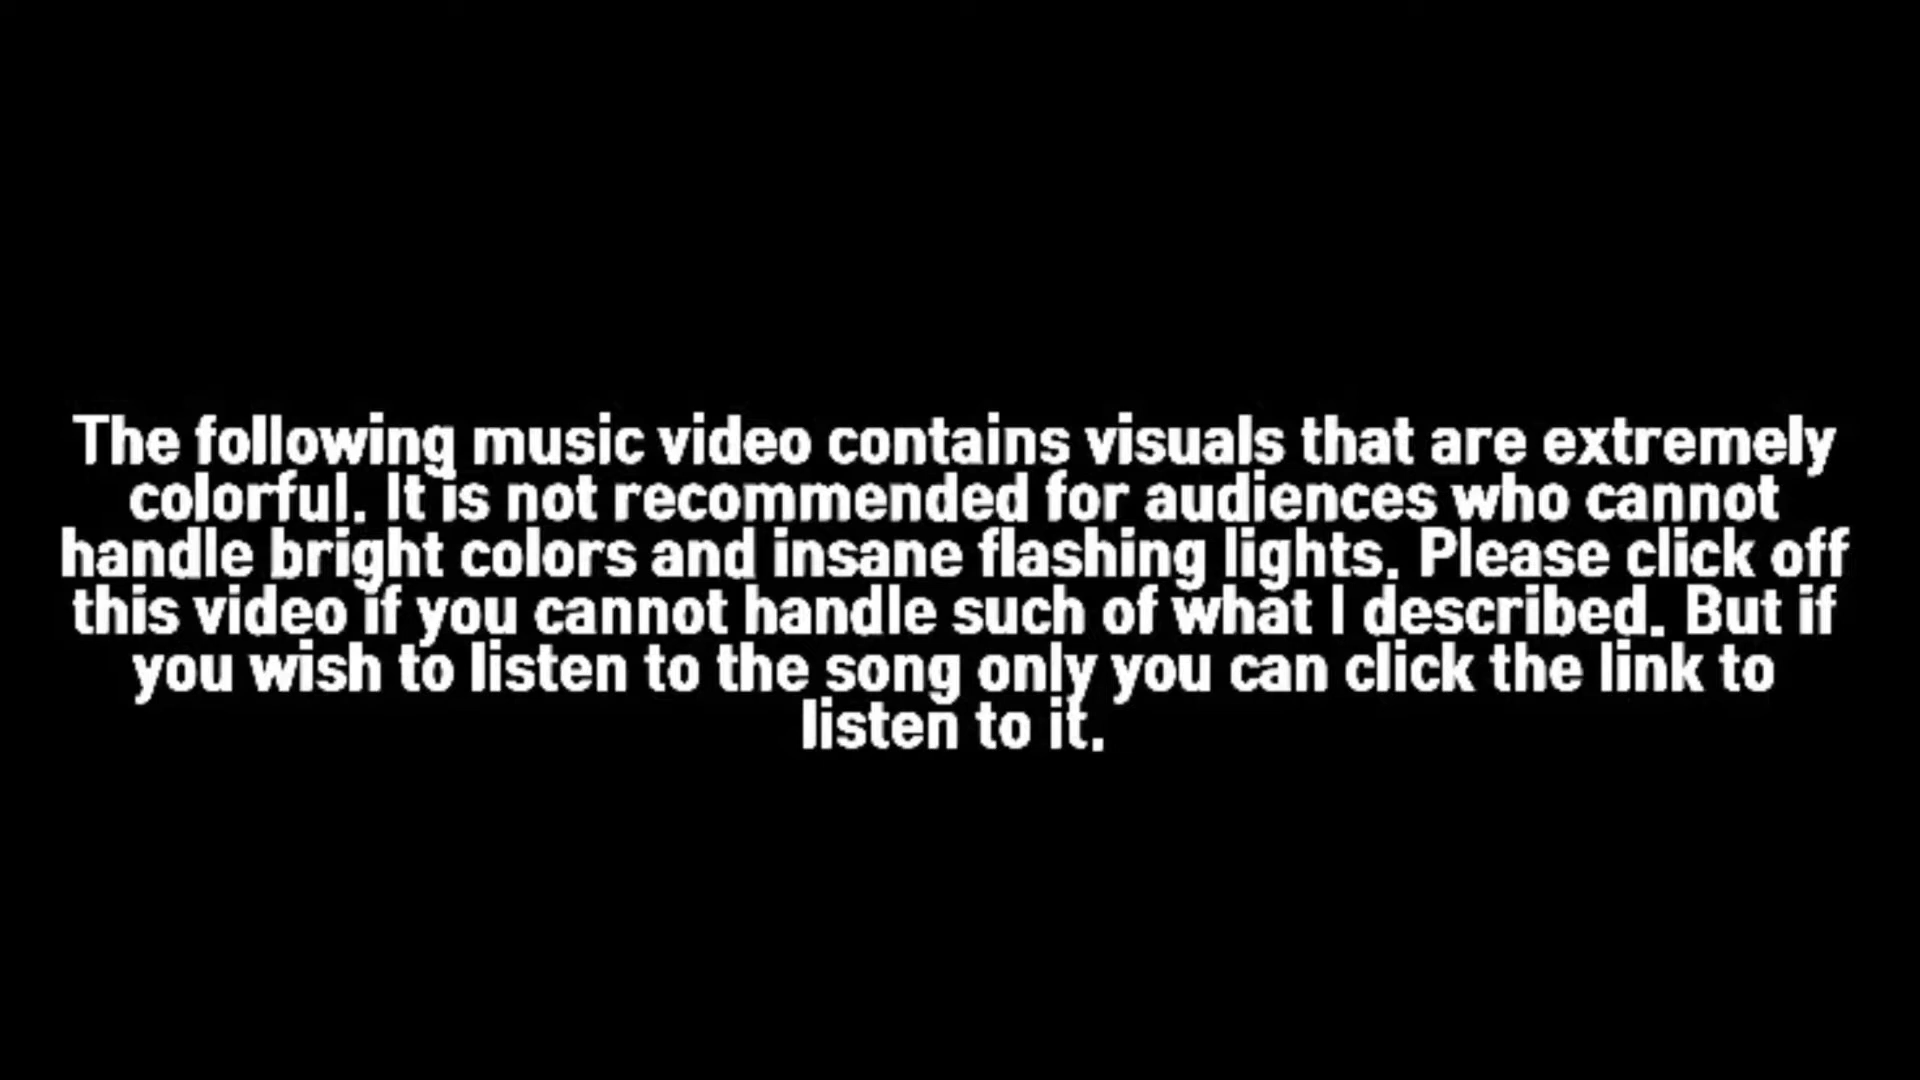 The following music video contains visuals that are extremely
colorful. It is not recommended for audiences who cannot
handle bright colors and insane flashing lights. Please click off
this video if you cannot handle such of what I described. But if
you wish to listen to the song only you can click the link to
listen to it.